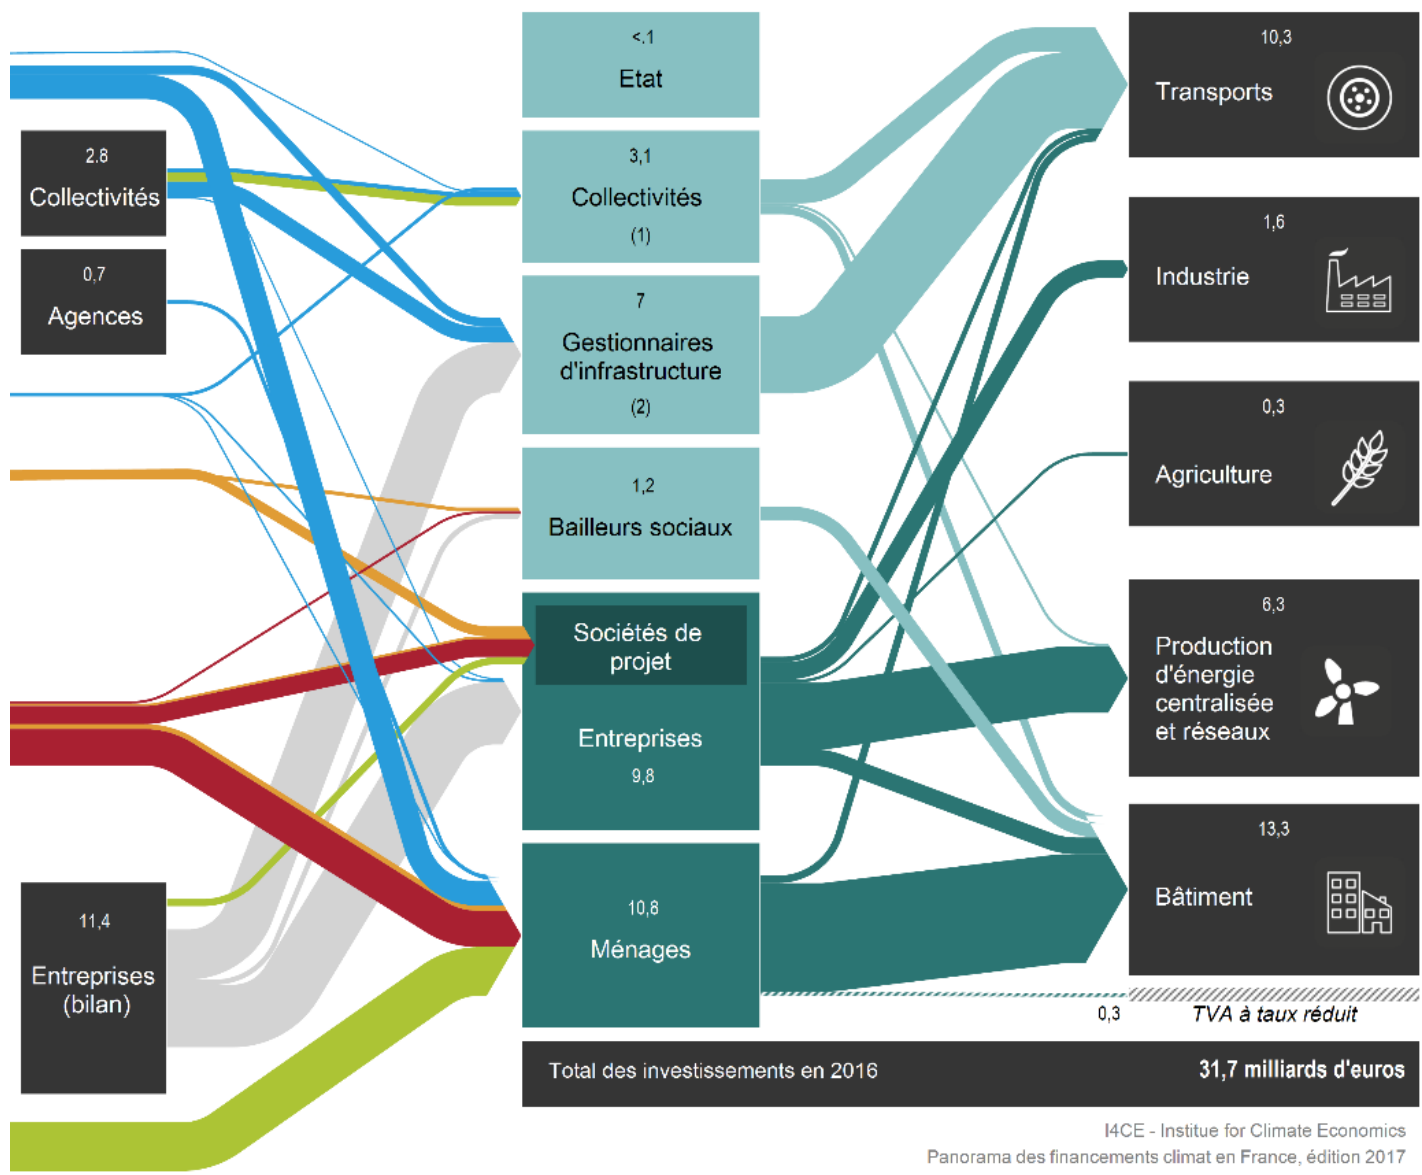 2.8
Collectivités
0,7
Agences
11,4
Entreprises
(bilan)
<.1
Etat
3,1
Collectivités
(1)
7
Gestionnaires
d'infrastructure
(2)
1,2
Bailleurs sociaux
Sociétés de
projet
Entreprises
9,8
10,8
Ménages
10,3
Transports
1,6
Industrie
0,3
Agriculture
6,3
Production
d'énergie
centralisée
et réseaux
13,3
Bâtiment
0,3
TVA à taux réduit
Total des investissements en 2016
31,7 milliards d'euros
I4CE - Institue for Climate Economics
Panorama des financements climat en France, édition 2017